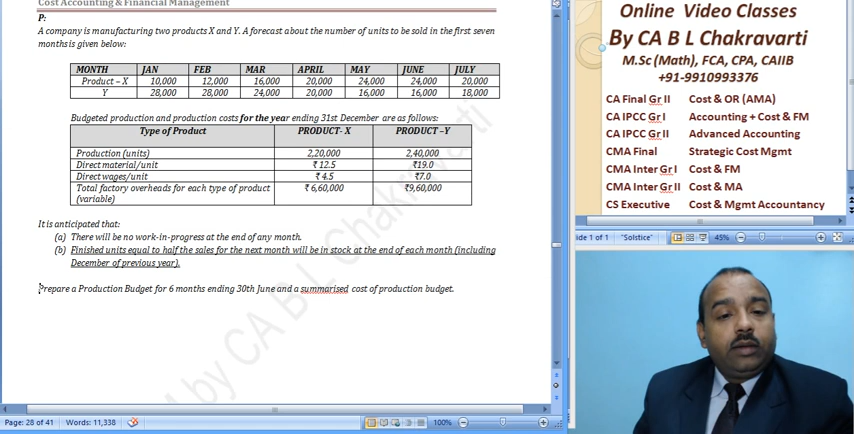 Cost Accounting & Financial Management
P:
A company is manufacturing two products X and Y. A forecast about the number of units to be sold in the first seven
months is given below:
MONTH JAN FEB MAR APRIL MAY JUNE JULY
Product – X 10,000 12,000 16,000 20,000 24,000 24,000 20,000
Y 28,000 28,000 24,000 20,000 16,000 16,000 18,000
Budgeted production and production costs for the year ending 31st December are as follows:
Type of Product PRODUCT- X PRODUCT –Y
Production (units) 2,20,000 2,40,000
Direct material/unit ₹ 12.5 ₹19.0
Direct wages/unit ₹ 4.5 ₹7.0
Total factory overheads for each type of product ₹ 6,60,000 ₹9,60,000
(variable)
It is anticipated that:
(a) There will be no work-in-progress at the end of any month.
(b) Finished units equal to half the sales for the next month will be in stock at the end of each month (including
December of previous year).
Prepare a Production Budget for 6 months ending 30th June and a summarised cost of production budget.
by CA B L Chakravarti
Page: 28 of 41 Words: 11,338 100%
Online Video Classes
By CA B L Chakravarti
M.Sc (Math), FCA, CPA, CAIIB
+91-9910993376
CA Final Gr II Cost & OR (AMA)
CA IPCC Gr I Accounting + Cost & FM
CA IPCC Gr II Advanced Accounting
CMA Final Strategic Cost Mgmt
CMA Inter Gr I Cost & FM
CMA Inter Gr II Cost & MA
CS Executive Cost & Mgmt Accountancy
ide 1 of 1 "Solstice" 45%